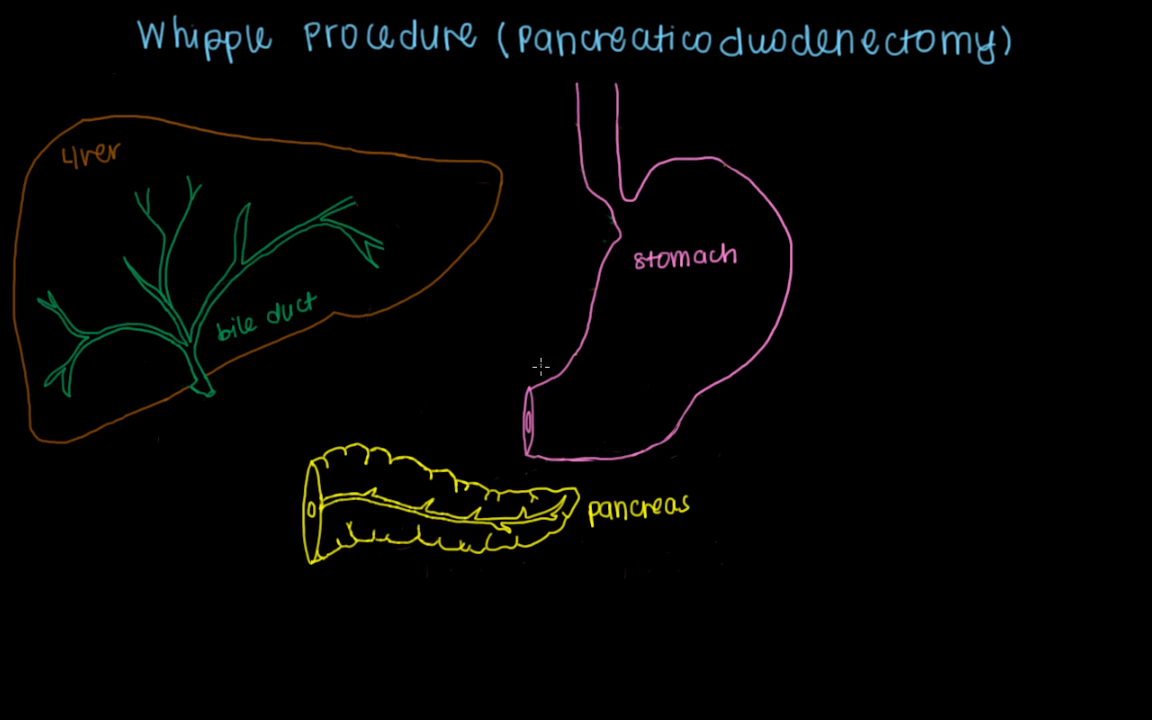 Whipple Procedure (Pancreaticoduodenectomy)
liver
stomach
bile duct
pancreas